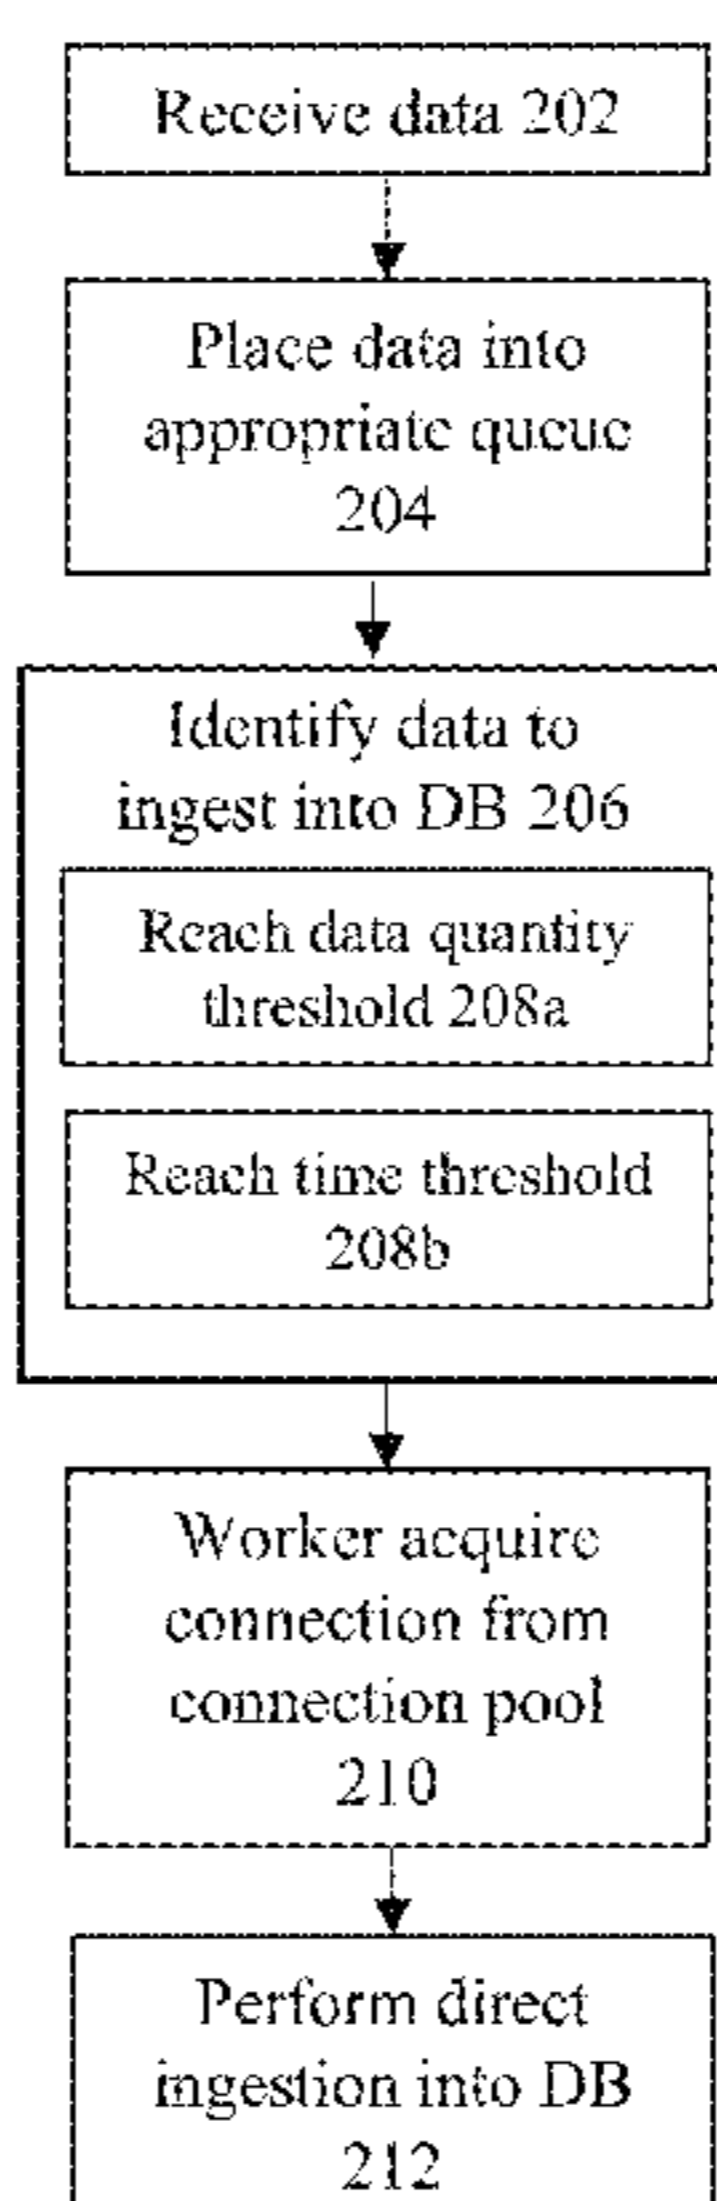 Receive data 202
Place data into
appropriate queue
204
Identify data to
ingest into DB 206
Reach data quantity
threshold 208a
Reach time threshold
208b
Worker acquire
connection from
connection pool
210
Perform direct
ingestion into DB
212